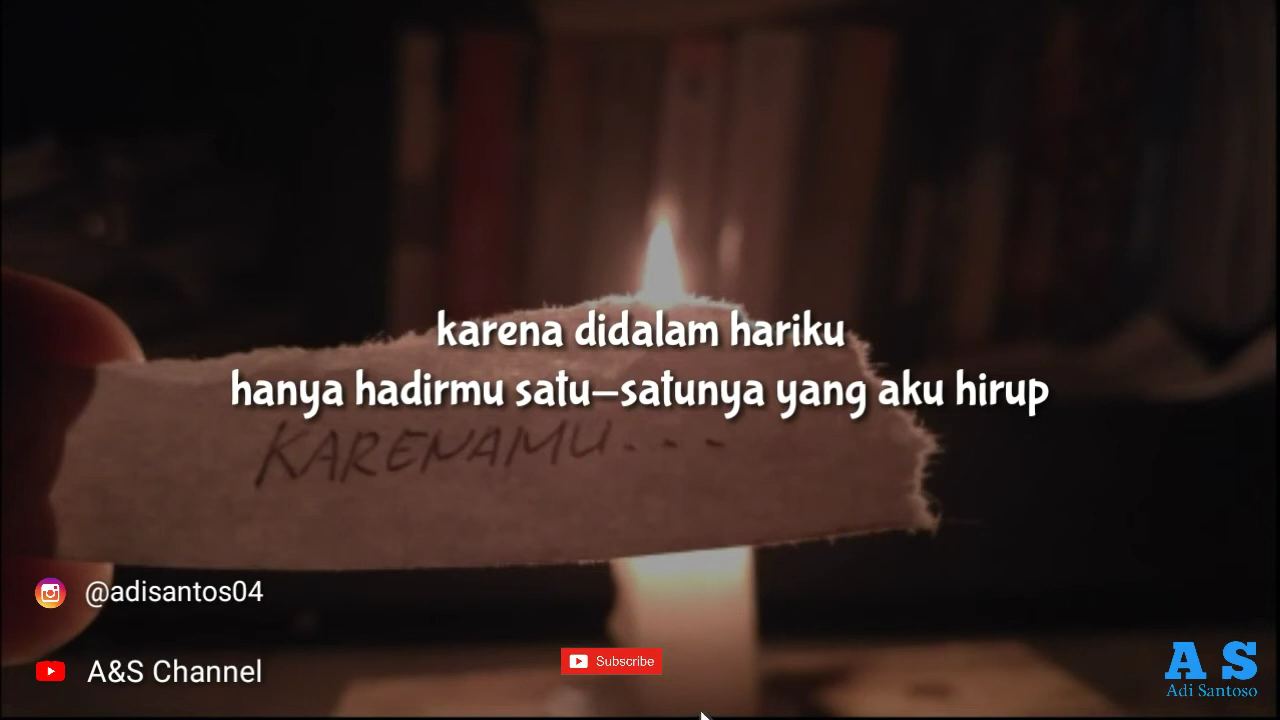 karena didalam hariku
hanya hadirmu satu-satunya yang aku hirup
KARENAMU...
@adisantos04
A&S Channel
Subscribe
A S
Adi Santoso